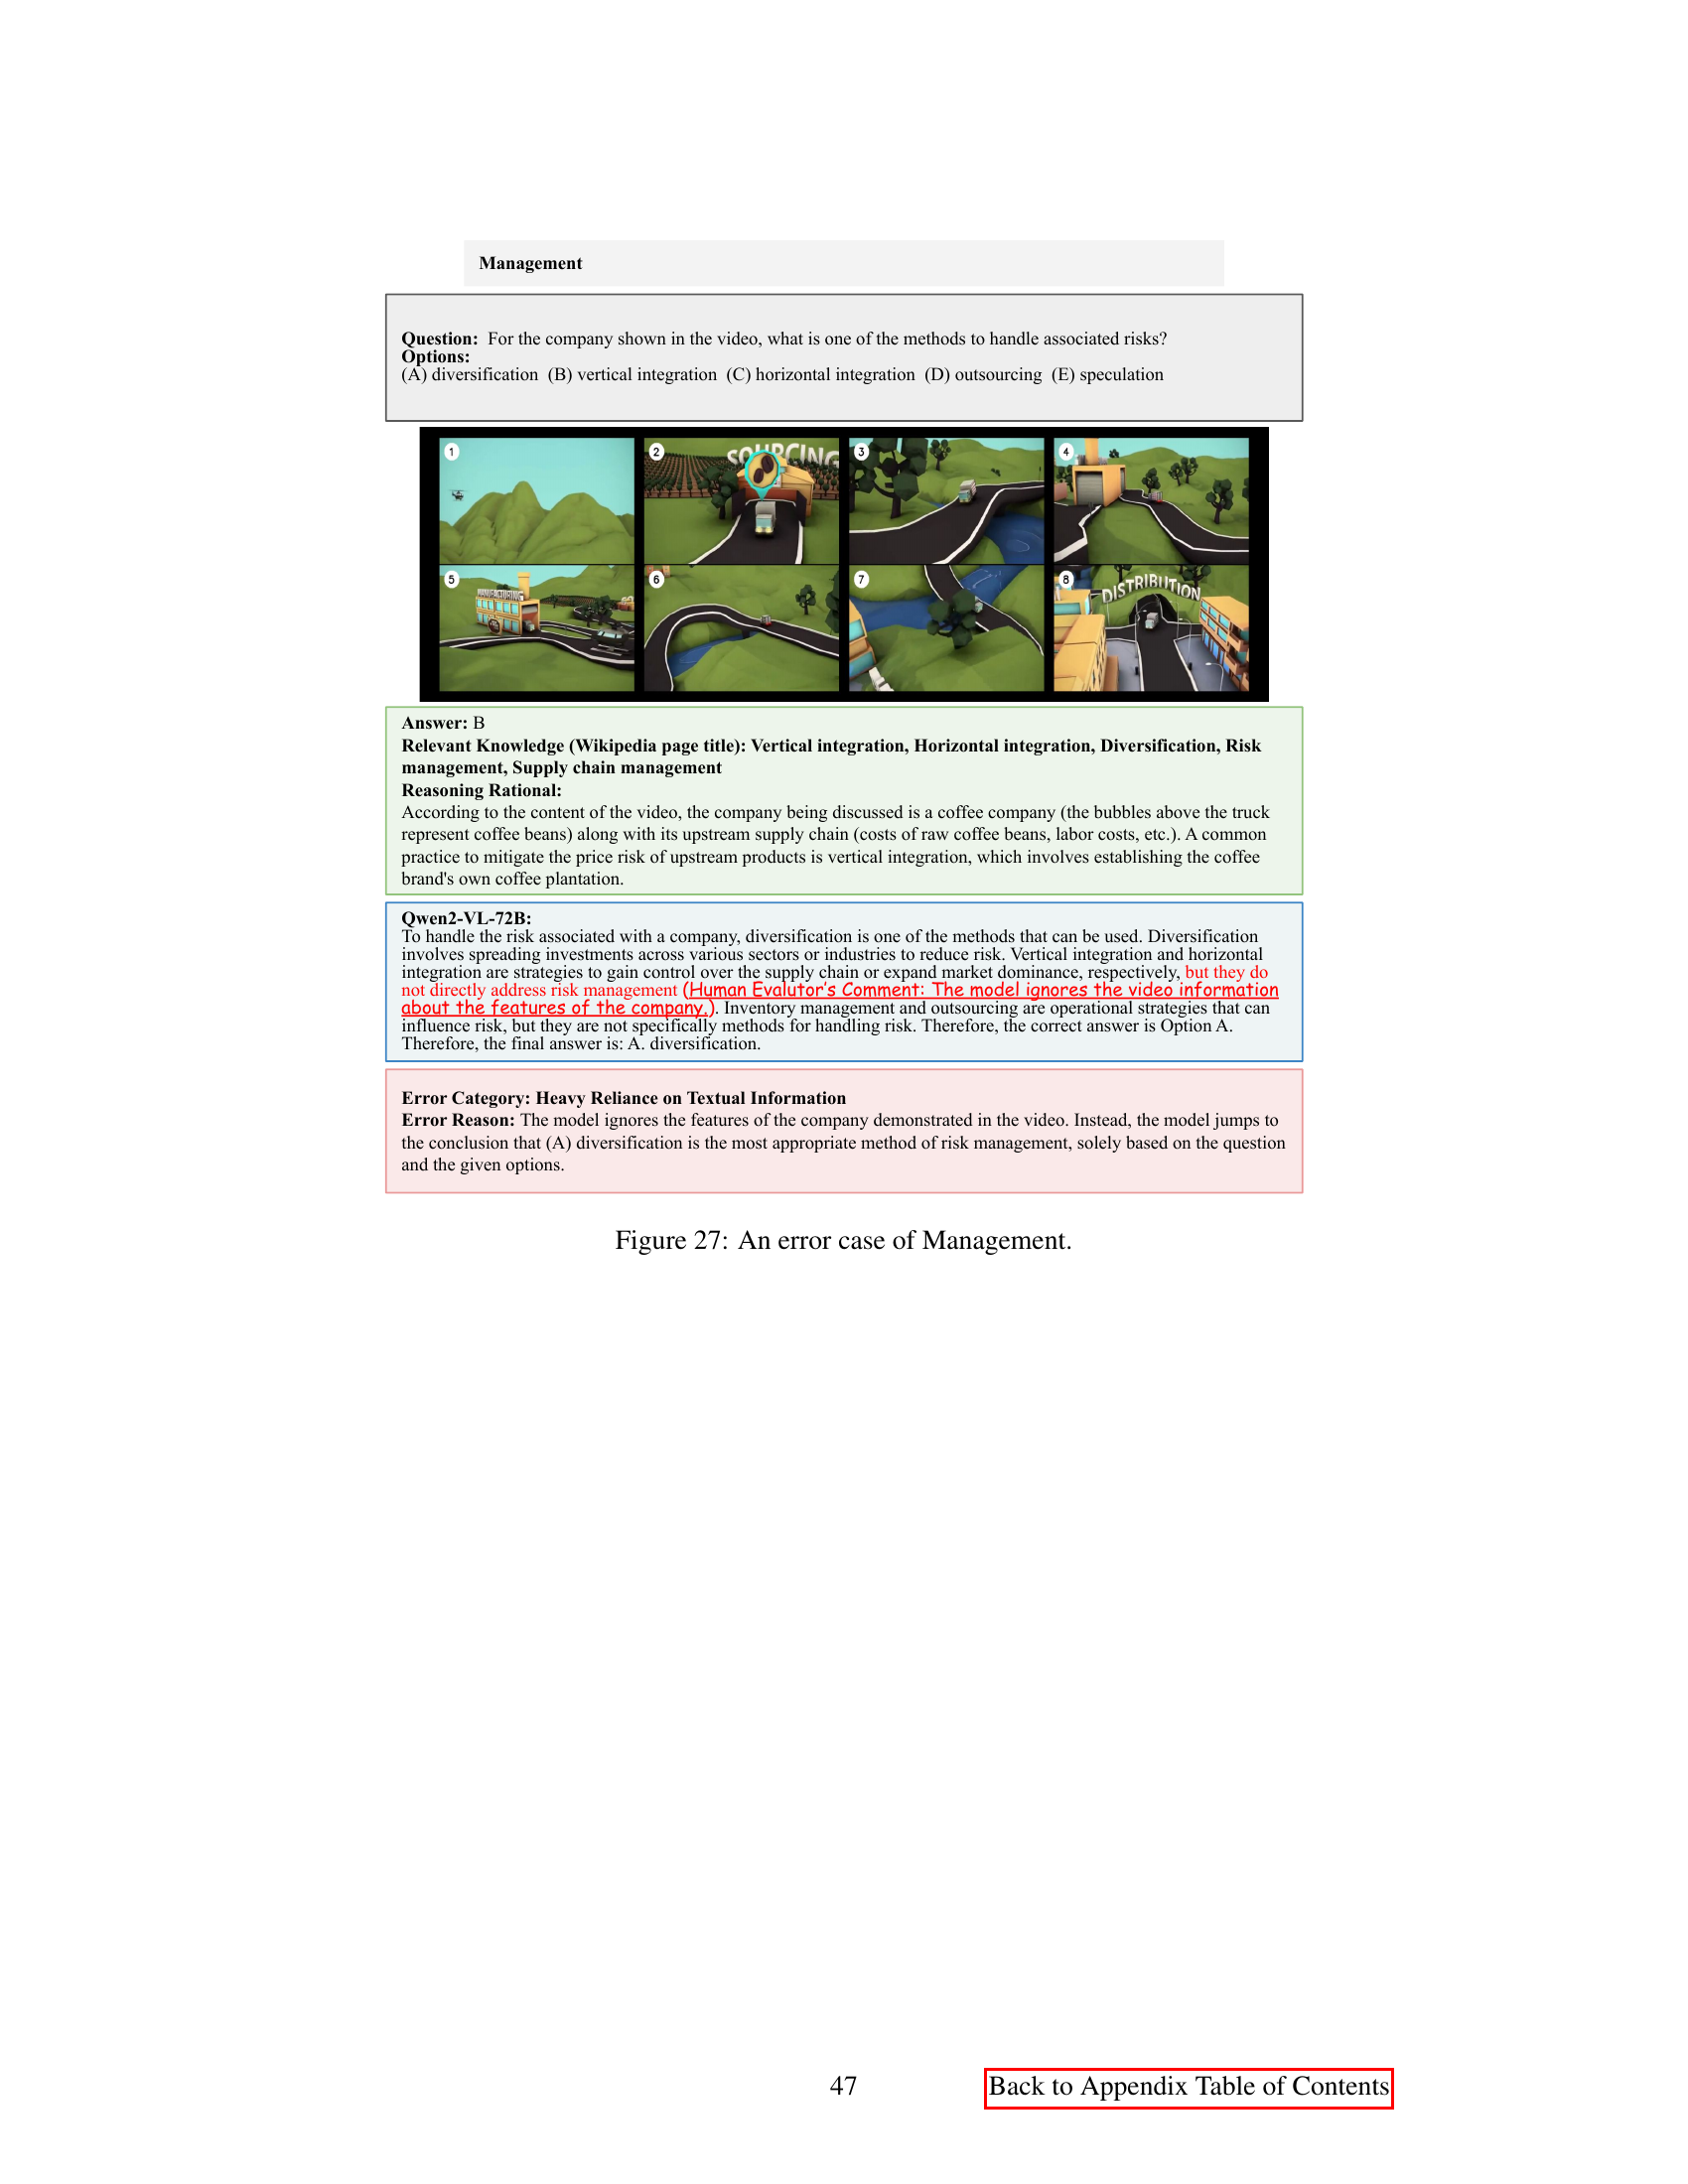 Management
Question: For the company shown in the video, what is one of the methods to handle associated risks?
Options:
(A) diversification (B) vertical integration (C) horizontal integration (D) outsourcing (E) speculation
1
2
SOURCING
3
4
5
MANUFACTURING
6
7
8
DISTRIBUTION
Answer: B
Relevant Knowledge (Wikipedia page title): Vertical integration, Horizontal integration, Diversification, Risk
management, Supply chain management
Reasoning Rational:
According to the content of the video, the company being discussed is a coffee company (the bubbles above the truck
represent coffee beans) along with its upstream supply chain (costs of raw coffee beans, labor costs, etc.). A common
practice to mitigate the price risk of upstream products is vertical integration, which involves establishing the coffee
brand's own coffee plantation.
Qwen2-VL-72B:
To handle the risk associated with a company, diversification is one of the methods that can be used. Diversification
involves spreading investments across various sectors or industries to reduce risk. Vertical integration and horizontal
integration are strategies to gain control over the supply chain or expand market dominance, respectively, but they do
not directly address risk management (Human Evalutor's Comment: The model ignores the video information
about the features of the company.). Inventory management and outsourcing are operational strategies that can
influence risk, but they are not specifically methods for handling risk. Therefore, the correct answer is Option A.
Therefore, the final answer is: A. diversification.
Error Category: Heavy Reliance on Textual Information
Error Reason: The model ignores the features of the company demonstrated in the video. Instead, the model jumps to
the conclusion that (A) diversification is the most appropriate method of risk management, solely based on the question
and the given options.
Figure 27: An error case of Management.
47
Back to Appendix Table of Contents